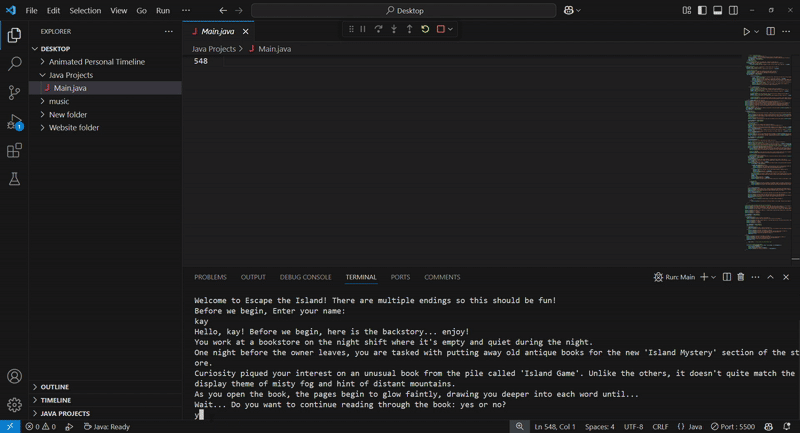 File Edit Selection View Go Run ··· Desktop
EXPLORER ···
Main.java
DESKTOP
Java Projects > Main.java
Animated Personal Timeline
548
Java Projects
Main.java
music
New folder
Website folder
PROBLEMS OUTPUT DEBUG CONSOLE TERMINAL PORTS COMMENTS
Run: Main
Welcome to Escape the Island! There are multiple endings so this should be fun!
Before we begin, Enter your name:
kay
Hello, kay! Before we begin, here is the backstory... enjoy!
You work at a bookstore on the night shift where it's empty and quiet during the night.
One night before the owner leaves, you are tasked with putting away old antique books for the new 'Island Mystery' section of the st
ore.
Curiosity piqued your interest on an unusual book from the pile called 'Island Game'. Unlike the others, it doesn't quite match the
display theme of misty fog and hint of distant mountains.
As you open the book, the pages begin to glow faintly, drawing you deeper into each word until...
Wait... Do you want to continue reading through the book: yes or no?
y
OUTLINE
TIMELINE
JAVA PROJECTS
0 0 Java: Ready Ln 548, Col 1 Spaces: 4 UTF-8 CRLF {} Java Port : 5500
1